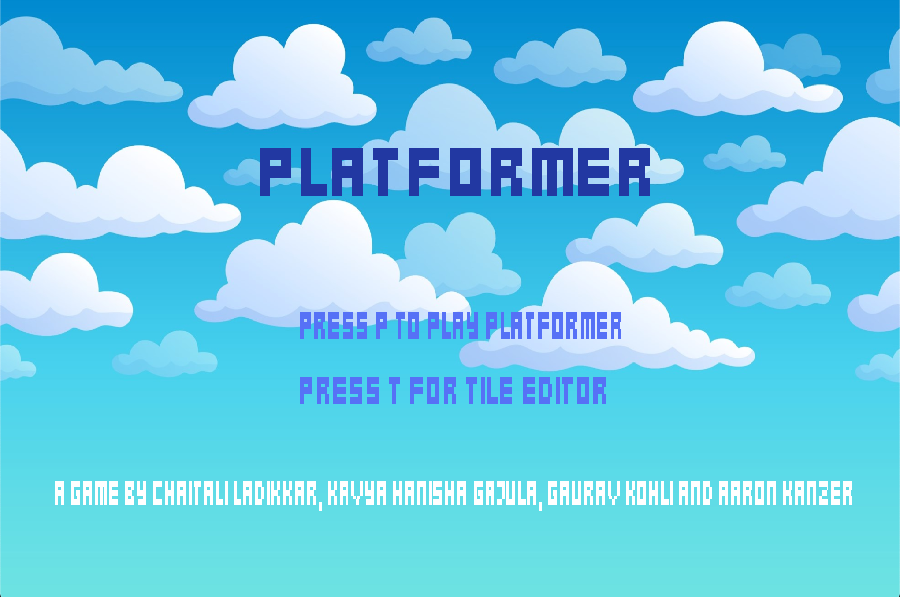 PLATFORMER
PRESS P TO PLAY PLATFORMER
PRESS T FOR TILE EDITOR
A GAME BY CHAITALI LADIKKAR, KAVYA HANISHA GAJULA, GAURAV KOHLI AND AARON KANZER